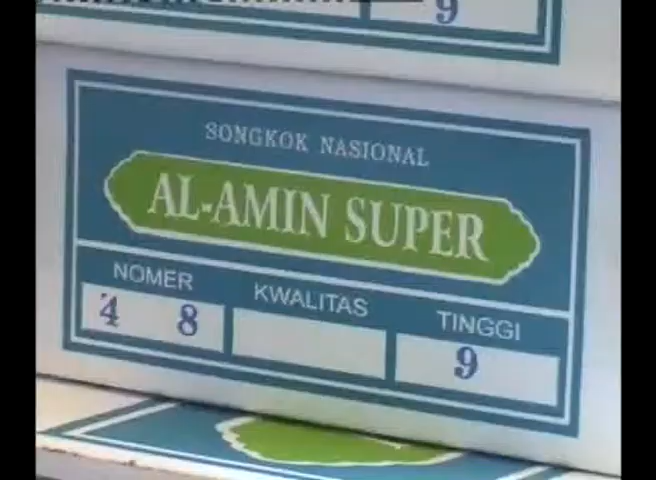 9
SONGKOK NASIONAL
AL-AMIN SUPER
NOMER KWALITAS TINGGI
4 8 9